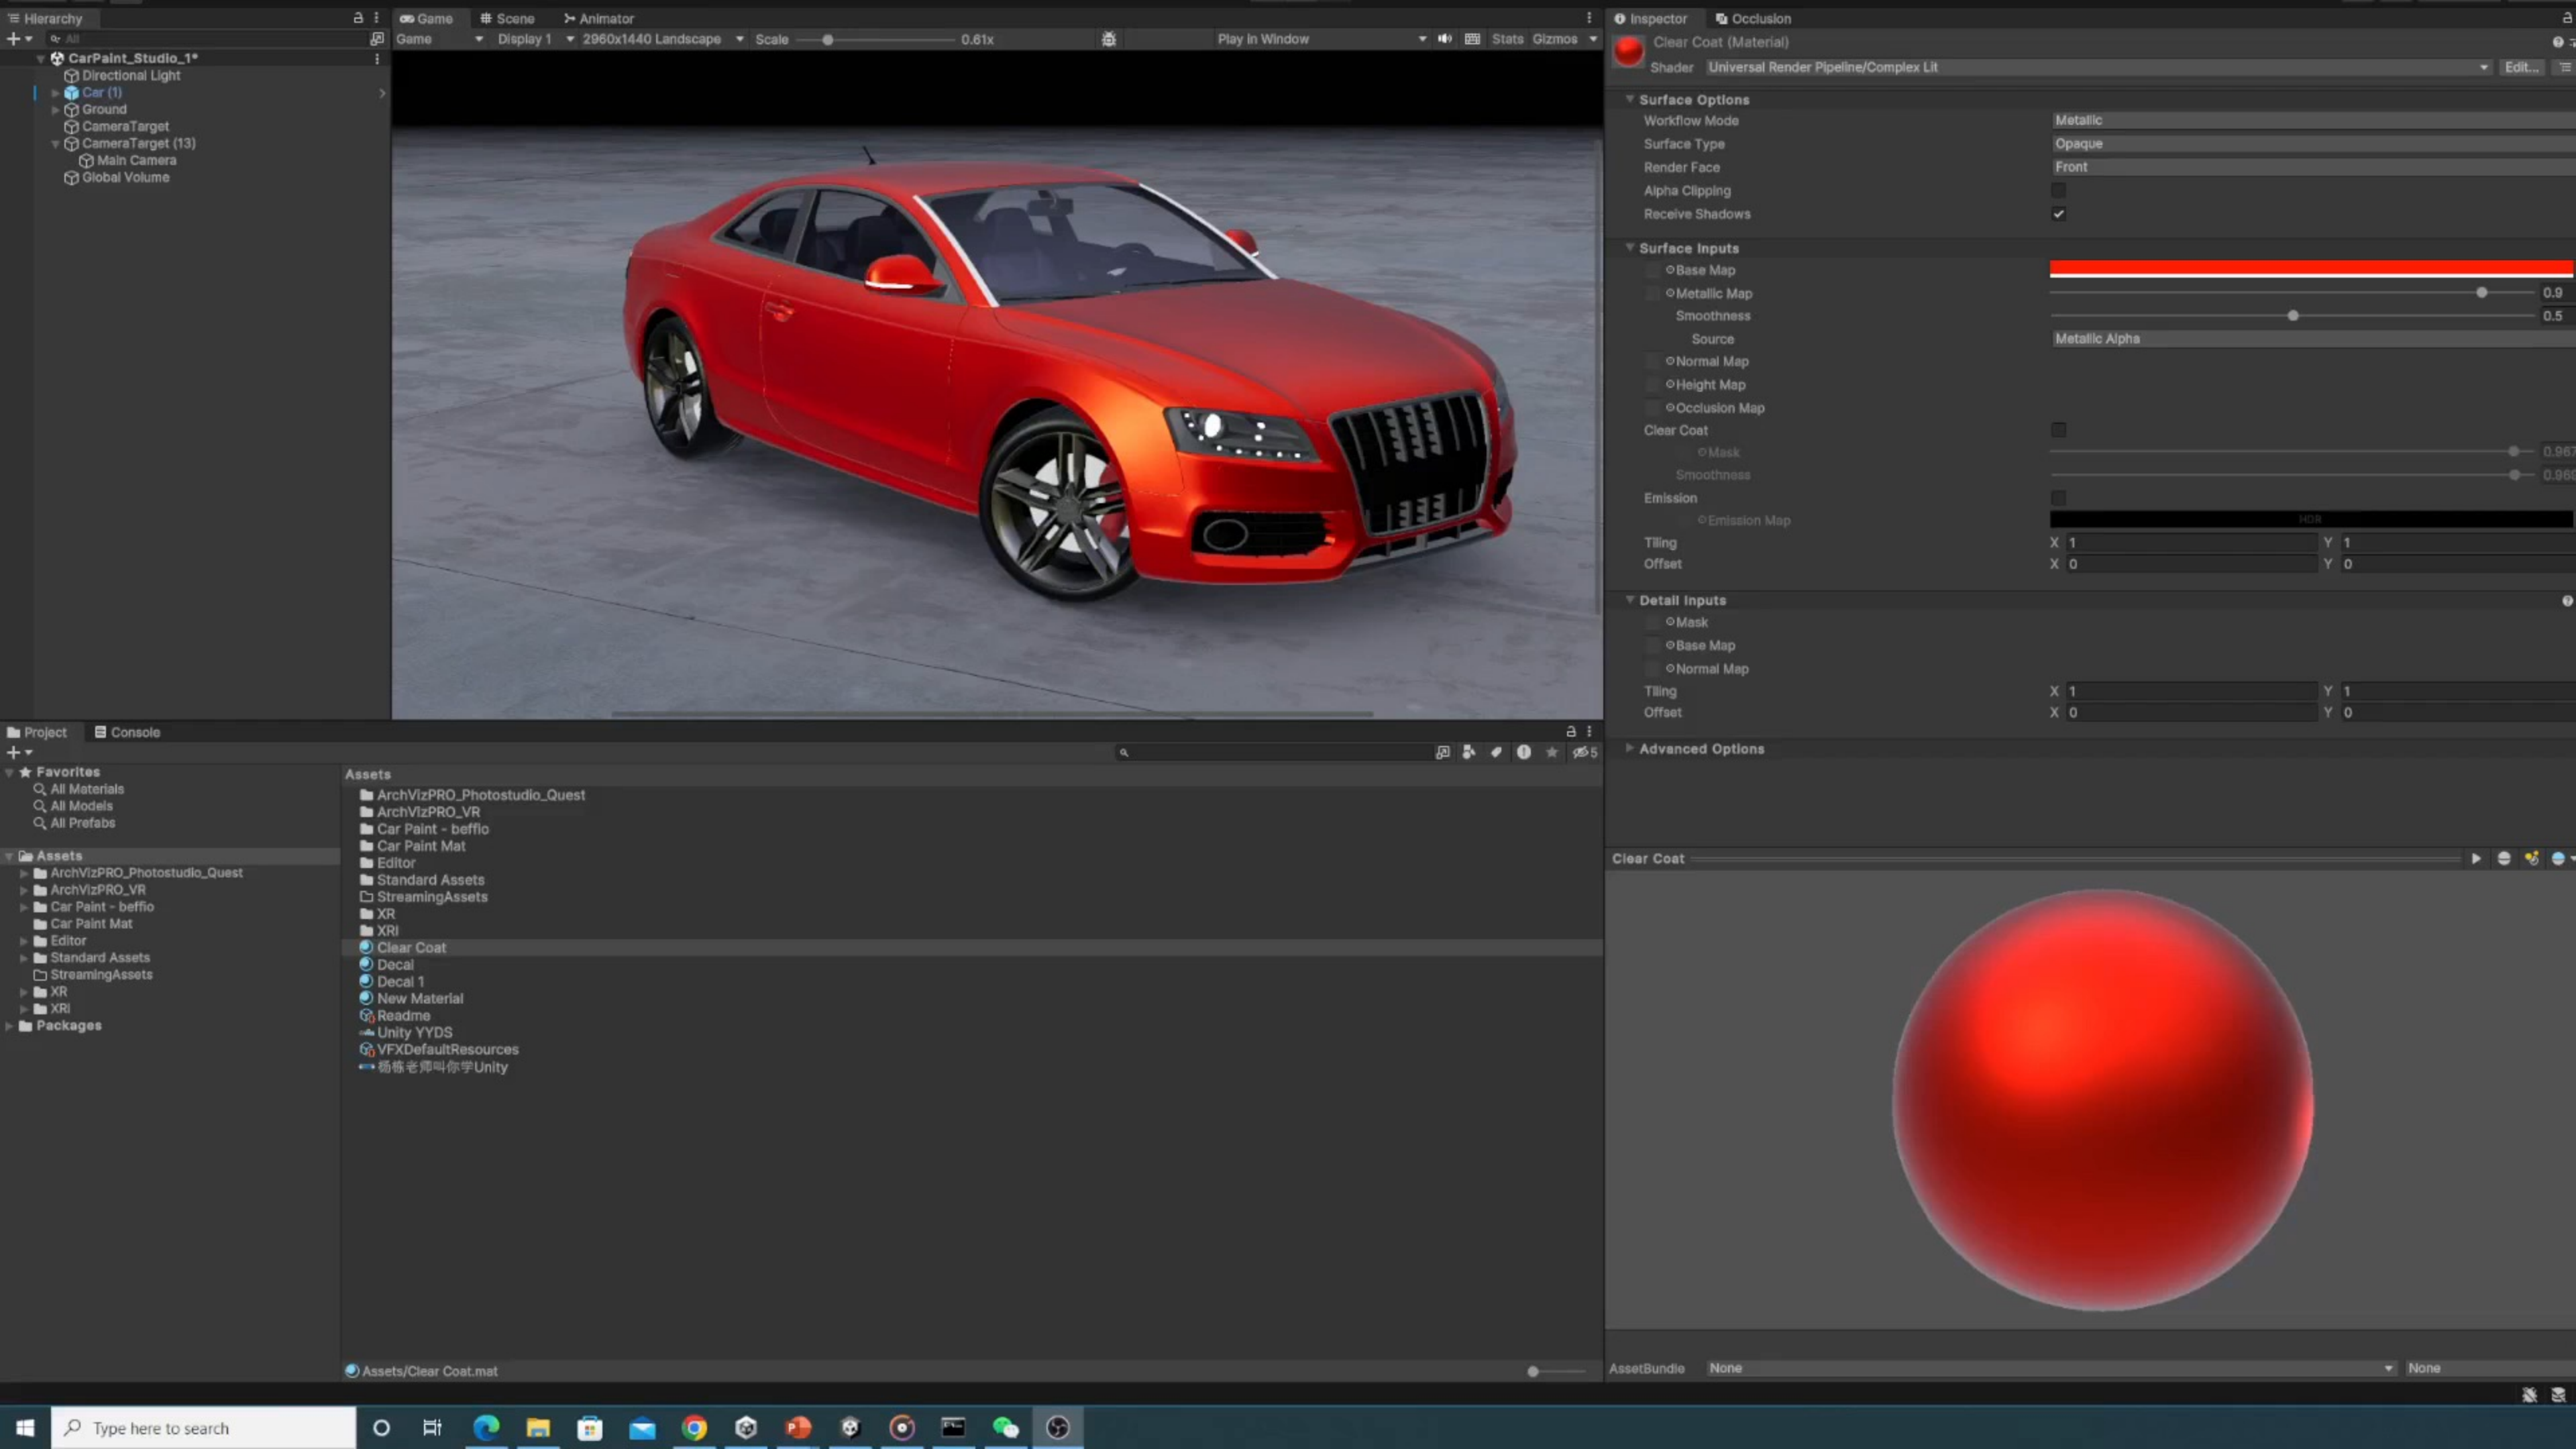 Hierarchy
Game
Scene
Animator
Inspector
Occlusion
All
Game
Display 1
2960x1440 Landscape
Scale
0.61x
Play in Window
Stats
Gizmos
Clear Coat (Material)
Shader
Universal Render Pipeline/Complex Lit
Edit...
CarPaint_Studio_1*
Directional Light
Car (1)
Ground
CameraTarget
CameraTarget (13)
Main Camera
Global Volume
Surface Options
Workflow Mode
Metallic
Surface Type
Opaque
Render Face
Front
Alpha Clipping
Receive Shadows
Surface Inputs
Base Map
Metallic Map
0.9
Smoothness
0.5
Source
Metallic Alpha
Normal Map
Height Map
Occlusion Map
Clear Coat
Mask
0.967
Smoothness
Emission
Emission Map
HDR
Tiling
X 1
Y 1
Offset
X 0
Y 0
Detail Inputs
Mask
Base Map
Normal Map
Tiling
X 1
Y 1
Offset
X 0
Y 0
Advanced Options
Project
Console
5
Favorites
All Materials
All Models
All Prefabs
Assets
ArchVizPRO_Photostudio_Quest
ArchVizPRO_VR
Car Paint - beffio
Car Paint Mat
Editor
Standard Assets
StreamingAssets
XR
XRI
Packages
Assets
ArchVizPRO_Photostudio_Quest
ArchVizPRO_VR
Car Paint - beffio
Car Paint Mat
Editor
Standard Assets
StreamingAssets
XR
XRI
Clear Coat
Decal
Decal 1
New Material
Readme
Unity YYDS
VFXDefaultResources
杨栋老师叫你学Unity
Assets/Clear Coat.mat
Clear Coat
AssetBundle
None
None
Type here to search